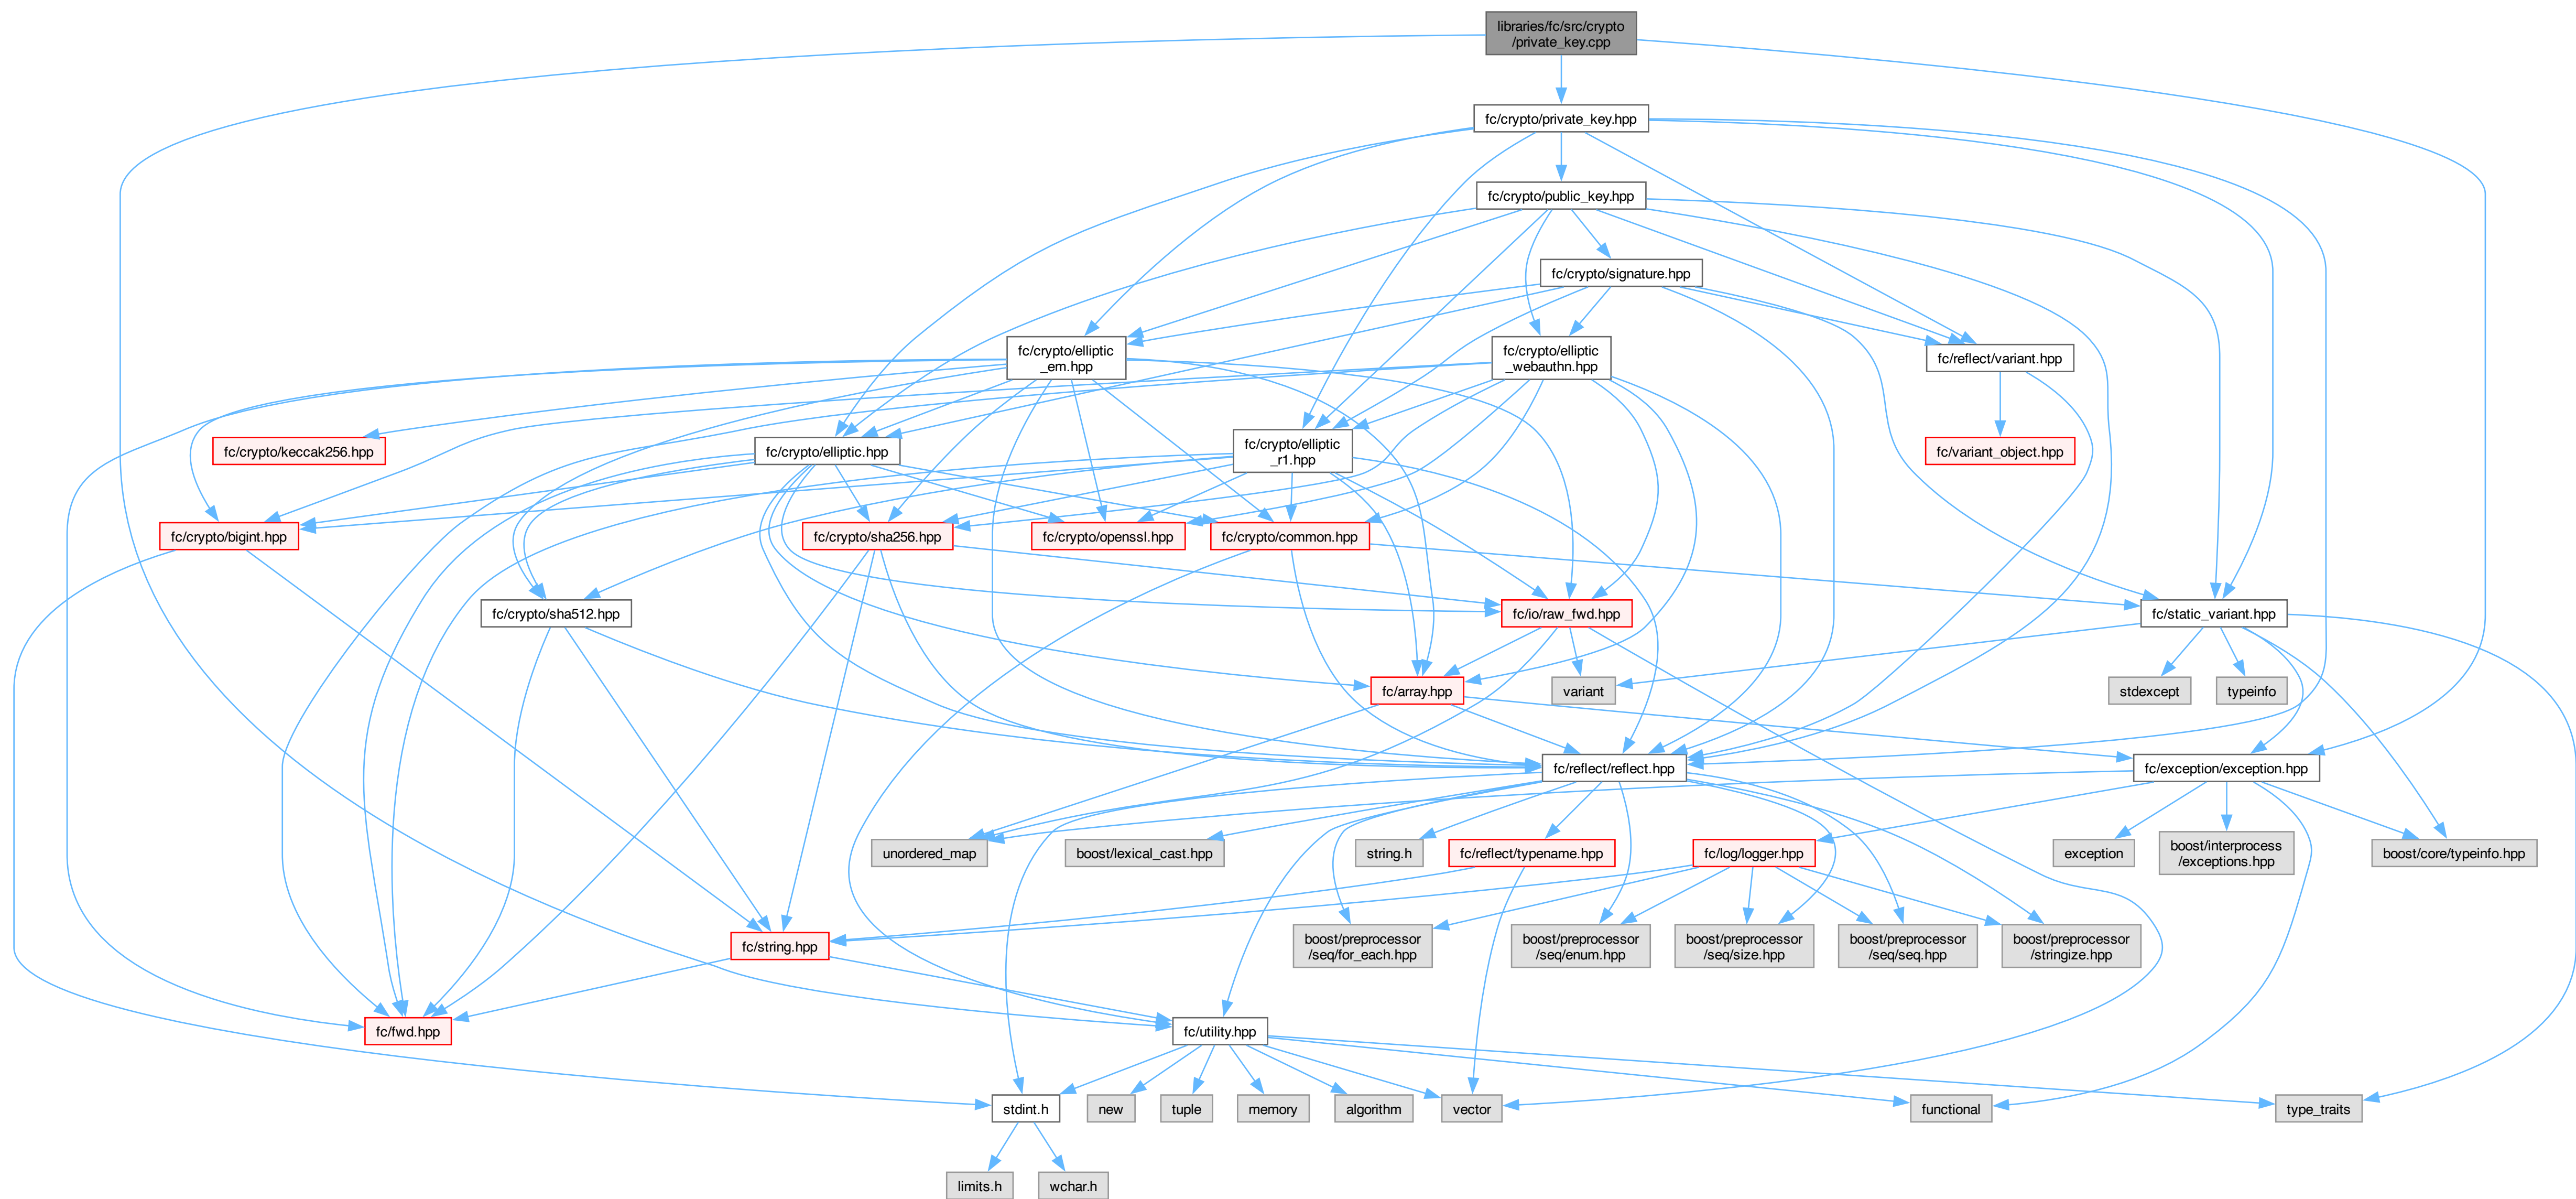 libraries/fc/src/crypto
/private_key.cpp
fc/crypto/private_key.hpp
fc/crypto/public_key.hpp
fc/crypto/signature.hpp
fc/crypto/elliptic
_em.hpp
fc/crypto/elliptic
_webauthn.hpp
fc/reflect/variant.hpp
fc/crypto/keccak256.hpp
fc/crypto/elliptic.hpp
fc/crypto/elliptic
_r1.hpp
fc/variant_object.hpp
fc/crypto/bigint.hpp
fc/crypto/sha256.hpp
fc/crypto/openssl.hpp
fc/crypto/common.hpp
fc/crypto/sha512.hpp
fc/io/raw_fwd.hpp
fc/static_variant.hpp
fc/array.hpp
variant
stdexcept
typeinfo
fc/reflect/reflect.hpp
fc/exception/exception.hpp
unordered_map
boost/lexical_cast.hpp
string.h
fc/reflect/typename.hpp
fc/log/logger.hpp
exception
boost/interprocess
/exceptions.hpp
boost/core/typeinfo.hpp
fc/string.hpp
boost/preprocessor
/seq/for_each.hpp
boost/preprocessor
/seq/enum.hpp
boost/preprocessor
/seq/size.hpp
boost/preprocessor
/seq/seq.hpp
boost/preprocessor
/stringize.hpp
fc/fwd.hpp
fc/utility.hpp
stdint.h
new
tuple
memory
algorithm
vector
functional
type_traits
limits.h
wchar.h